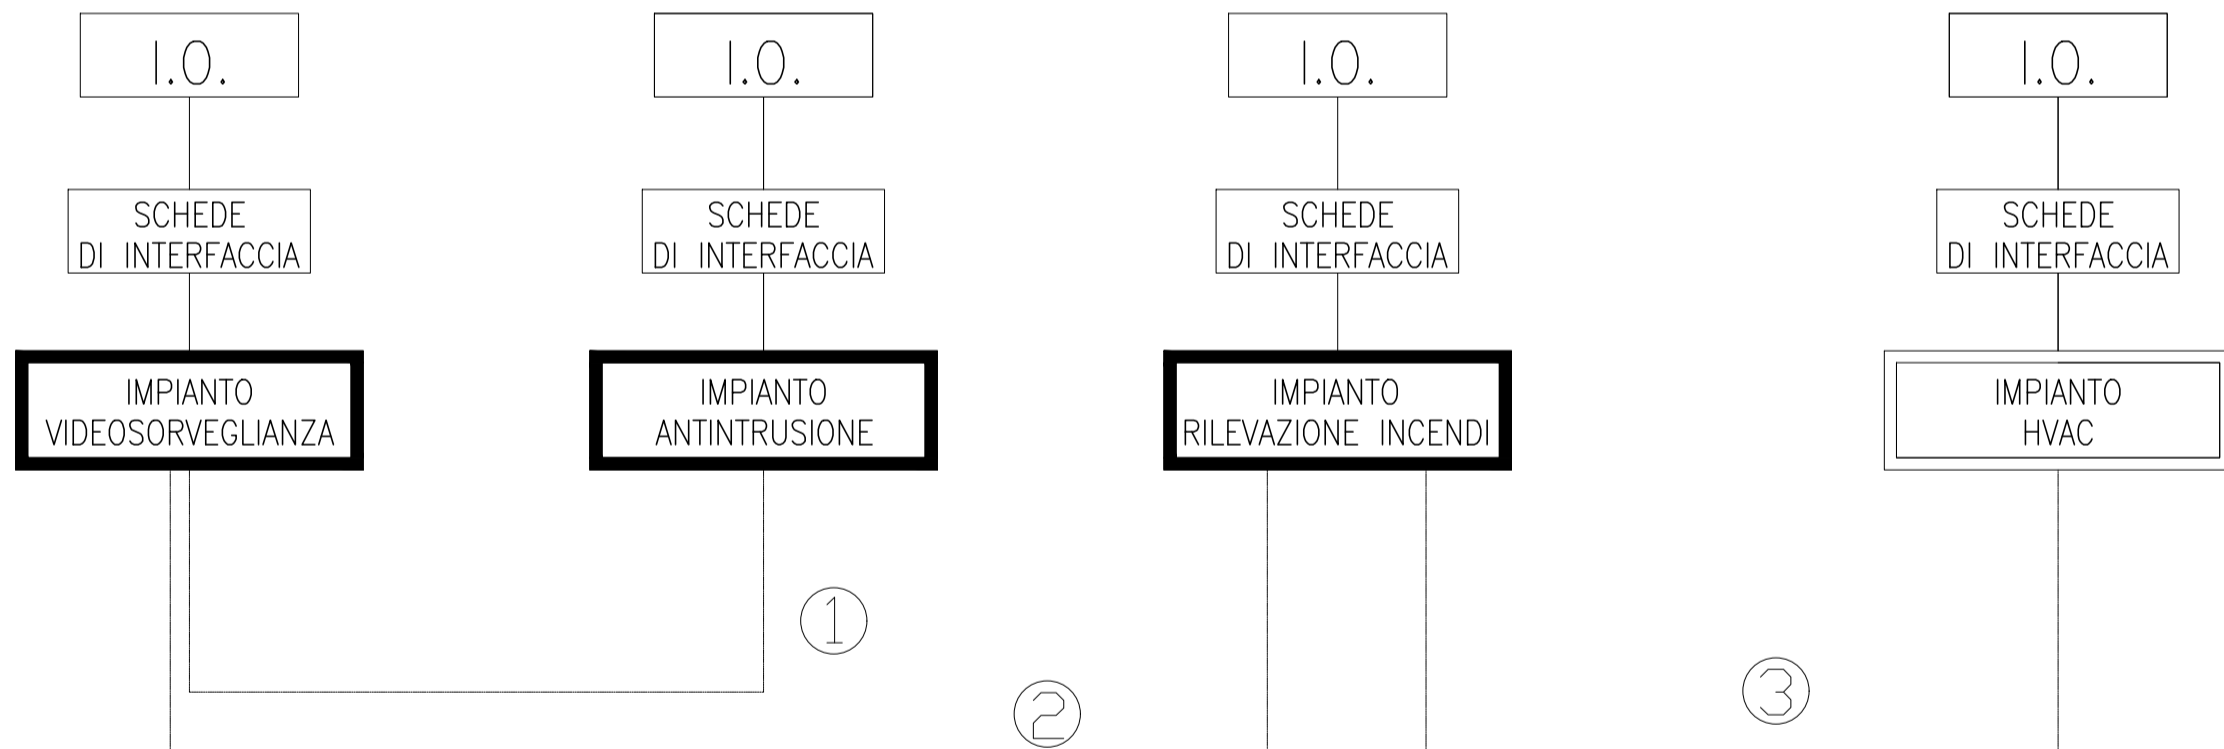 I.O.
I.O.
I.O.
I.O.
SCHEDE
DI INTERFACCIA
SCHEDE
DI INTERFACCIA
SCHEDE
DI INTERFACCIA
SCHEDE
DI INTERFACCIA
IMPIANTO
VIDEOSORVEGLIANZA
IMPIANTO
ANTINTRUSIONE
IMPIANTO
RILEVAZIONE INCENDI
IMPIANTO
HVAC
1
2
3